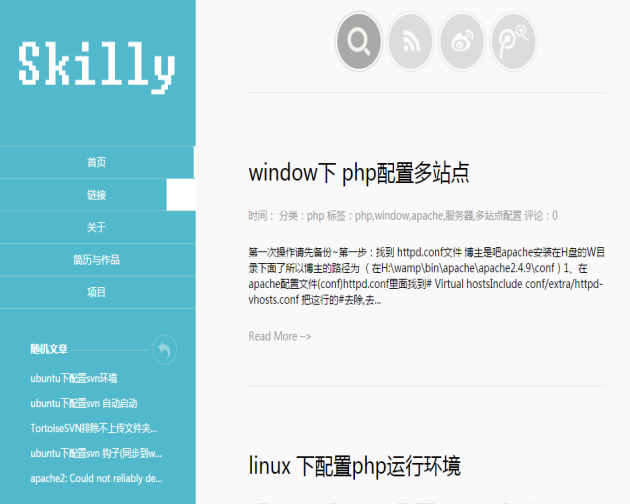 Skilly
首页
链接
关于
简历与作品
项目
随机文章
ubuntu下配置svn环境
ubuntu下配置svn 自动启动
TortoiseSVN排除不上传文件夹...
ubuntu下配置svn 钩子(同步到w...
apache2: Could not reliably de...
window下 php配置多站点
时间： 分类：php 标签：php,window,apache,服务器,多站点配置 评论：0
第一次操作请先备份~第一步：找到 httpd.conf文件 博主是吧apache安装在H盘的W目
录下面了所以博主的路径为 （ 在H:\wamp\bin\apache\apache2.4.9\conf ) 1、在
apache配置文件(conf)httpd.conf里面找到# Virtual hostsInclude conf/extra/httpd-
vhosts.conf 把这行的#去除,去...
Read More -->
linux 下配置php运行环境